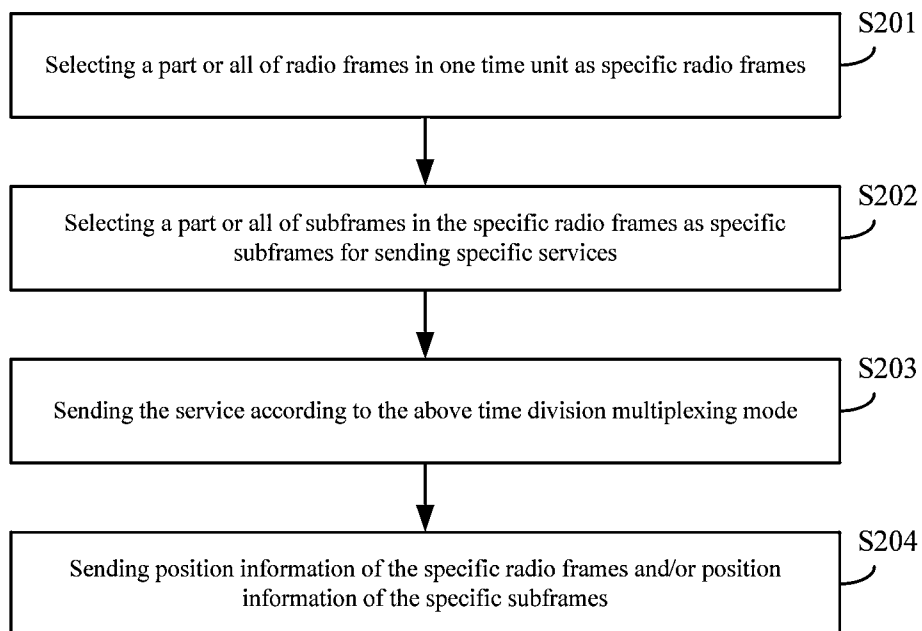 S201
Selecting a part or all of radio frames in one time unit as specific radio frames
S202
Selecting a part or all of subframes in the specific radio frames as specific
subframes for sending specific services
S203
Sending the service according to the above time division multiplexing mode
S204
Sending position information of the specific radio frames and/or position
information of the specific subframes